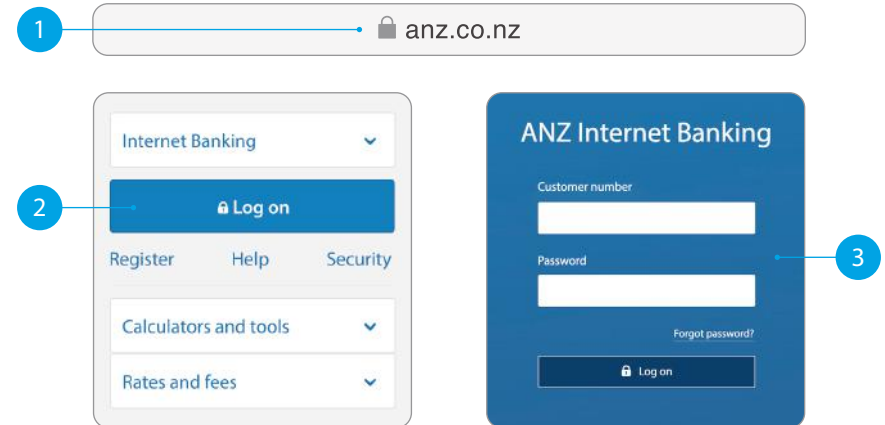 1
anz.co.nz
Internet Banking
2
Log on
Register Help Security
Calculators and tools
Rates and fees
ANZ Internet Banking
Customer number
Password
3
Forgot password?
Log on